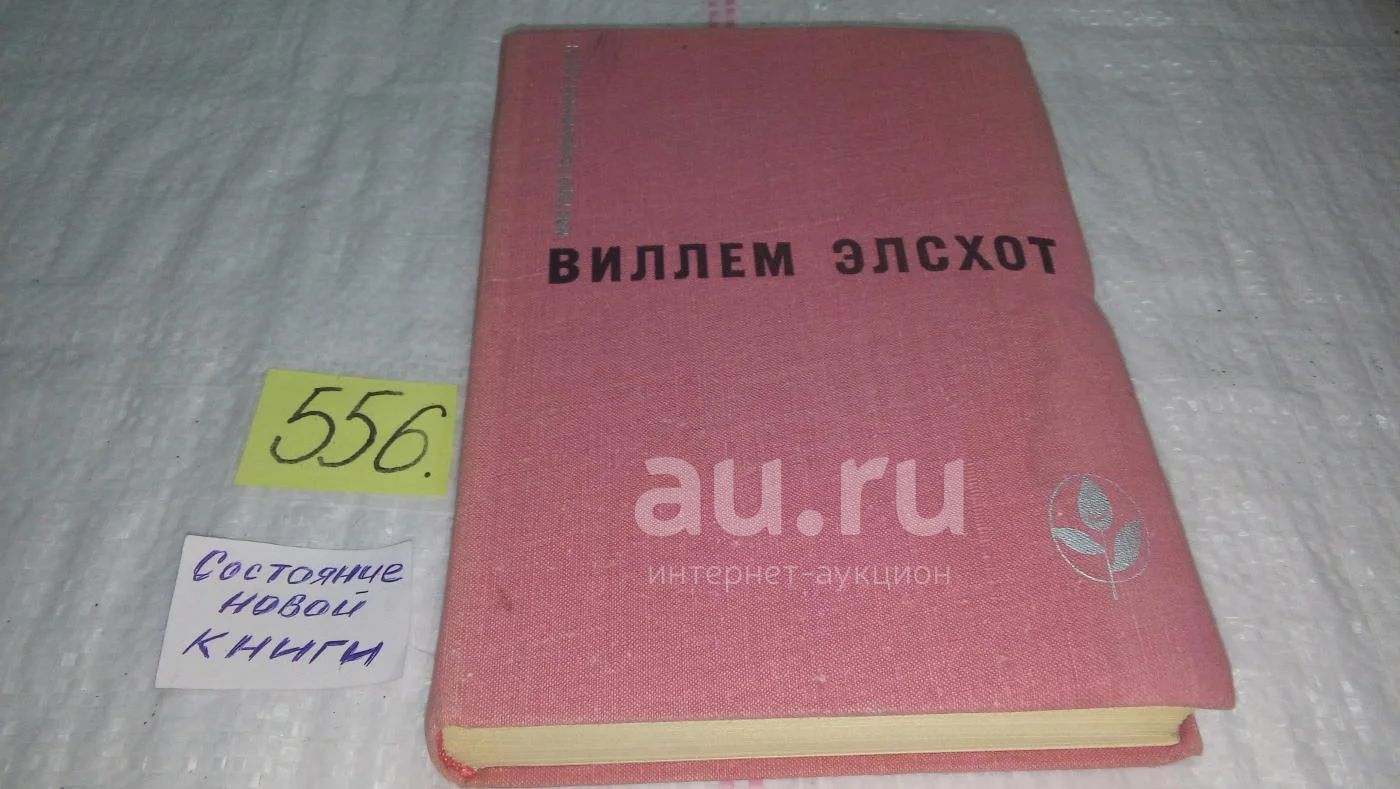 ВИЛЛЕМ ЭЛСХОТ
556.
Состояние
новой
книги
au.ru
интернет-аукцион